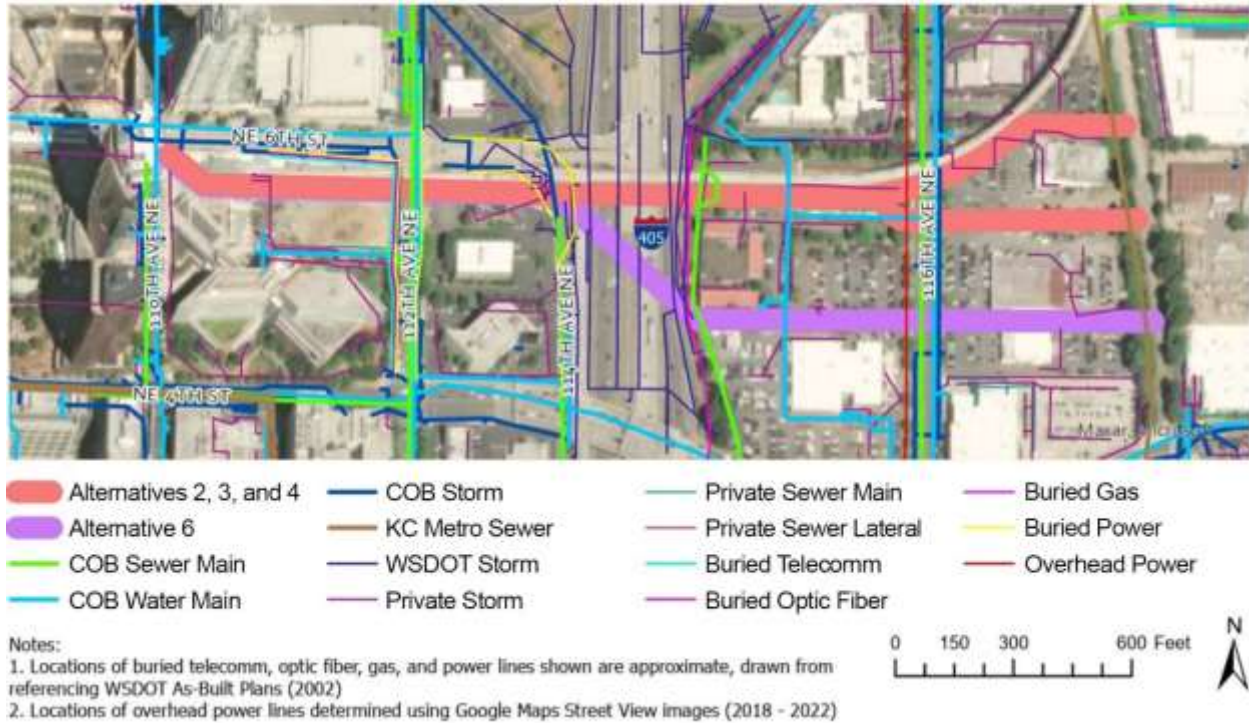 NE 6TH ST
110TH AVE NE
112TH AVE NE
114TH AVE NE
405
116TH AVE NE
NE 4TH ST
Alternatives 2, 3, and 4
COB Storm
Private Sewer Main
Buried Gas
Alternative 6
KC Metro Sewer
Private Sewer Lateral
Buried Power
COB Sewer Main
WSDOT Storm
Buried Telecomm
Overhead Power
COB Water Main
Private Storm
Buried Optic Fiber
Notes:
1. Locations of buried telecomm, optic fiber, gas, and power lines shown are approximate, drawn from
referencing WSDOT As-Built Plans (2002)
2. Locations of overhead power lines determined using Google Maps Street View images (2018 - 2022)
0 150 300 600 Feet
N